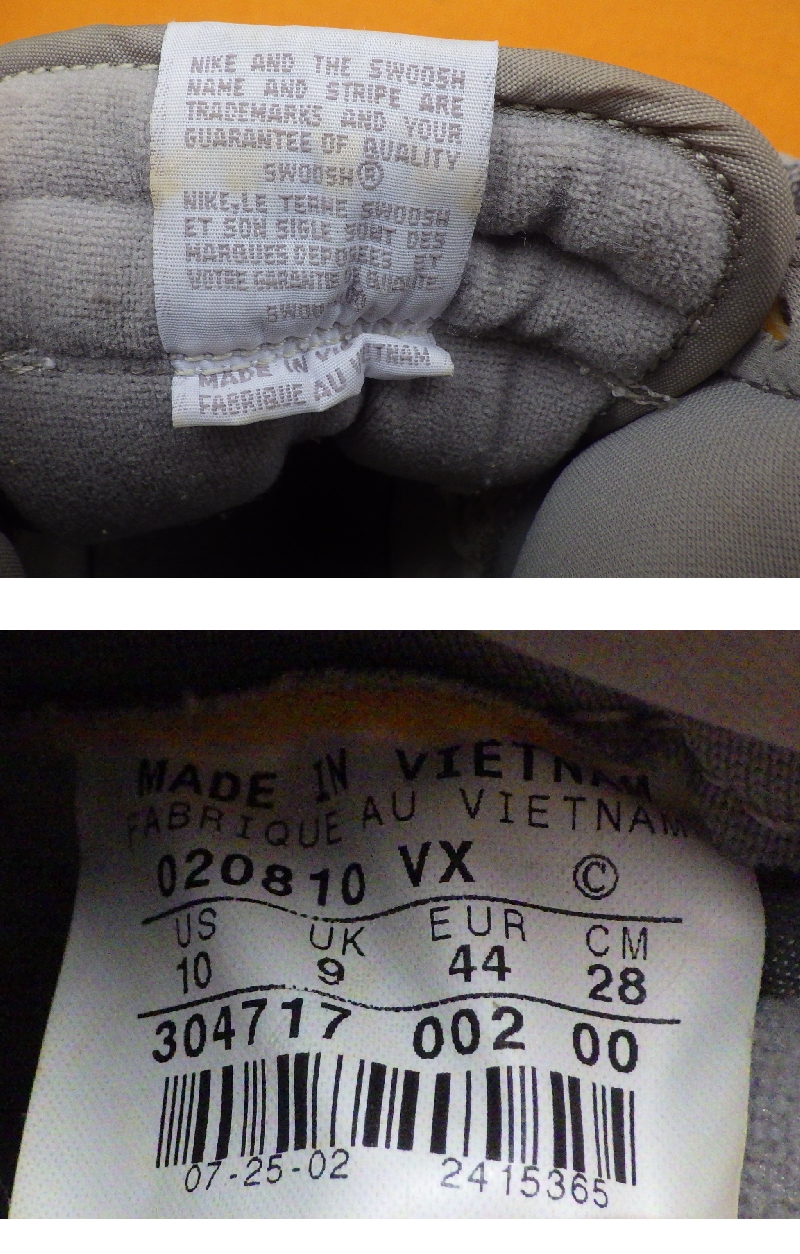 NIKE AND THE SWOOSH
NAME AND STRIPE ARE
TRADEMARKS AND YOUR
GUARANTEE OF QUALITY
SWOOSH®
NIKE,LE TERME SWOOSH
ET SON SIGLE SONT DES
MARQUES DEPOSEES ET
VOTRE GARANTIE DE QUALITE
MADE IN
FABRIQUE AU VIETNAM
MADE IN VIETNAM
FABRIQUE AU VIETNAM
020810 VX ©
US UK EUR CM
10 9 44 28
304717 002 00
07-25-02 2415365